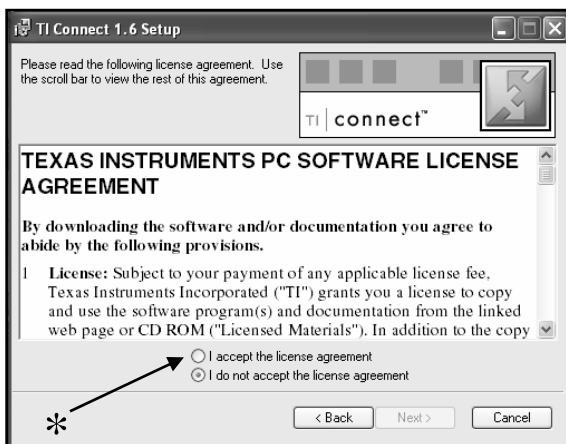 TI Connect 1.6 Setup
Please read the following license agreement. Use
the scroll bar to view the rest of this agreement.
TI | connect™
TEXAS INSTRUMENTS PC SOFTWARE LICENSE
AGREEMENT
By downloading the software and/or documentation you agree to
abide by the following provisions.
1 License: Subject to your payment of any applicable license fee,
Texas Instruments Incorporated ("TI") grants you a license to copy
and use the software program(s) and documentation from the linked
web page or CD ROM ("Licensed Materials"). In addition to the copy
I accept the license agreement
I do not accept the license agreement
*
< Back Next > Cancel